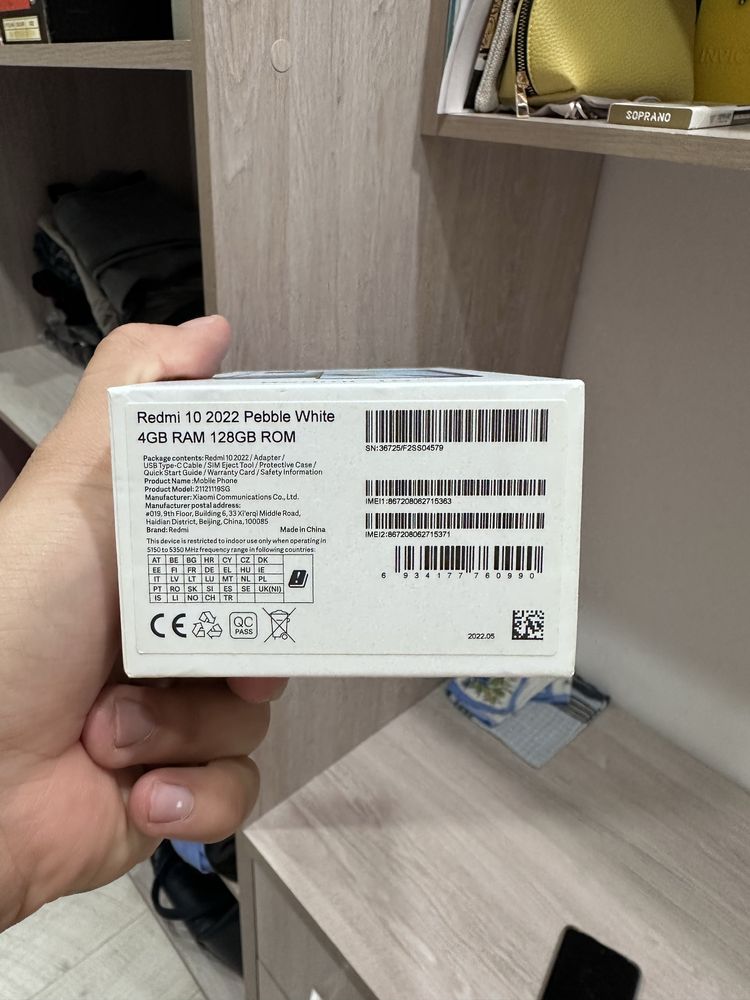 SOPRANO
Redmi 10 2022 Pebble White
4GB RAM 128GB ROM
Package contents: Redmi 10 2022 / Adapter /
USB Type-C Cable / SIM Eject Tool / Protective Case /
Quick Start Guide / Warranty Card / Safety Information
Product Name: Mobile Phone
Product Model: 21121119SG
Manufacturer: Xiaomi Communications Co., Ltd.
Manufacturer postal address:
#019, 9th Floor, Building 6, 33 Xi'erqi Middle Road,
Haidian District, Beijing, China, 100085
Brand: Redmi Made in China
This device is restricted to indoor use only when operating in
5150 to 5350 MHz frequency range in following countries:
AT BE BG HR CY CZ DK
EE FI FR DE EL HU IE
IT LV LT LU MT NL PL
PT RO SK SI ES SE UK(NI)
IS LI NO CH TR
CE
QC
PASS
SN:36725/F2SS04579
IMEI1:867208062715363
IMEI2:867208062715371
6 934177 760990
2022.05